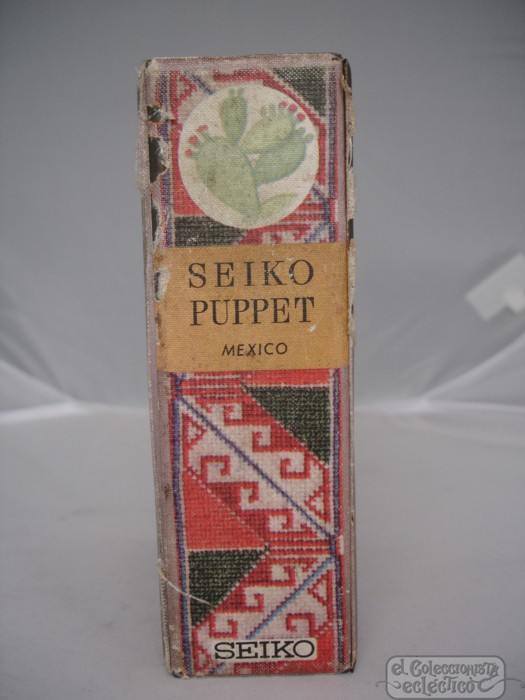 SEIKO
PUPPET
MEXICO
SEIKO
el Coleccionista
ecléctico